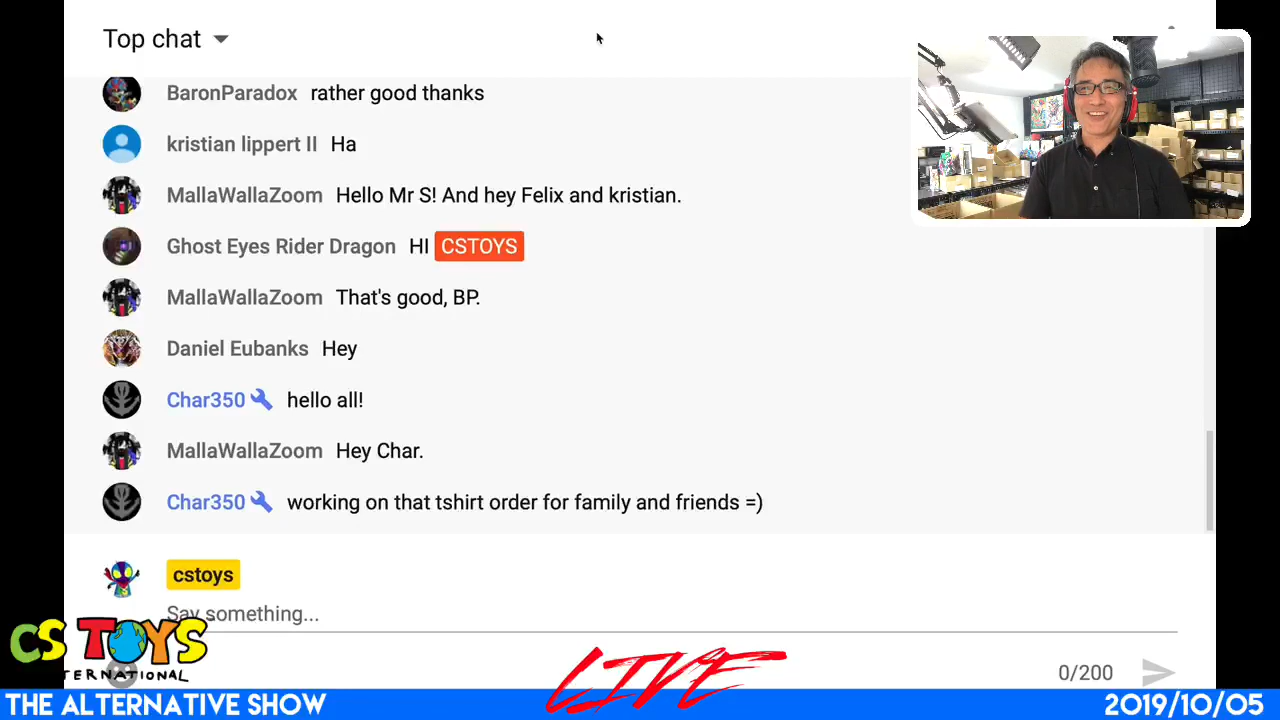 Top chat
BaronParadox rather good thanks
kristian lippert II Ha
MallaWallaZoom Hello Mr S! And hey Felix and kristian.
Ghost Eyes Rider Dragon HI CSTOYS
MallaWallaZoom That's good, BP.
Daniel Eubanks Hey
Char350 hello all!
MallaWallaZoom Hey Char.
Char350 working on that tshirt order for family and friends =)
cstoys
Say something...
CS TOYS
TERNATIONAL
LIVE
0/200
THE ALTERNATIVE SHOW
2019/10/05